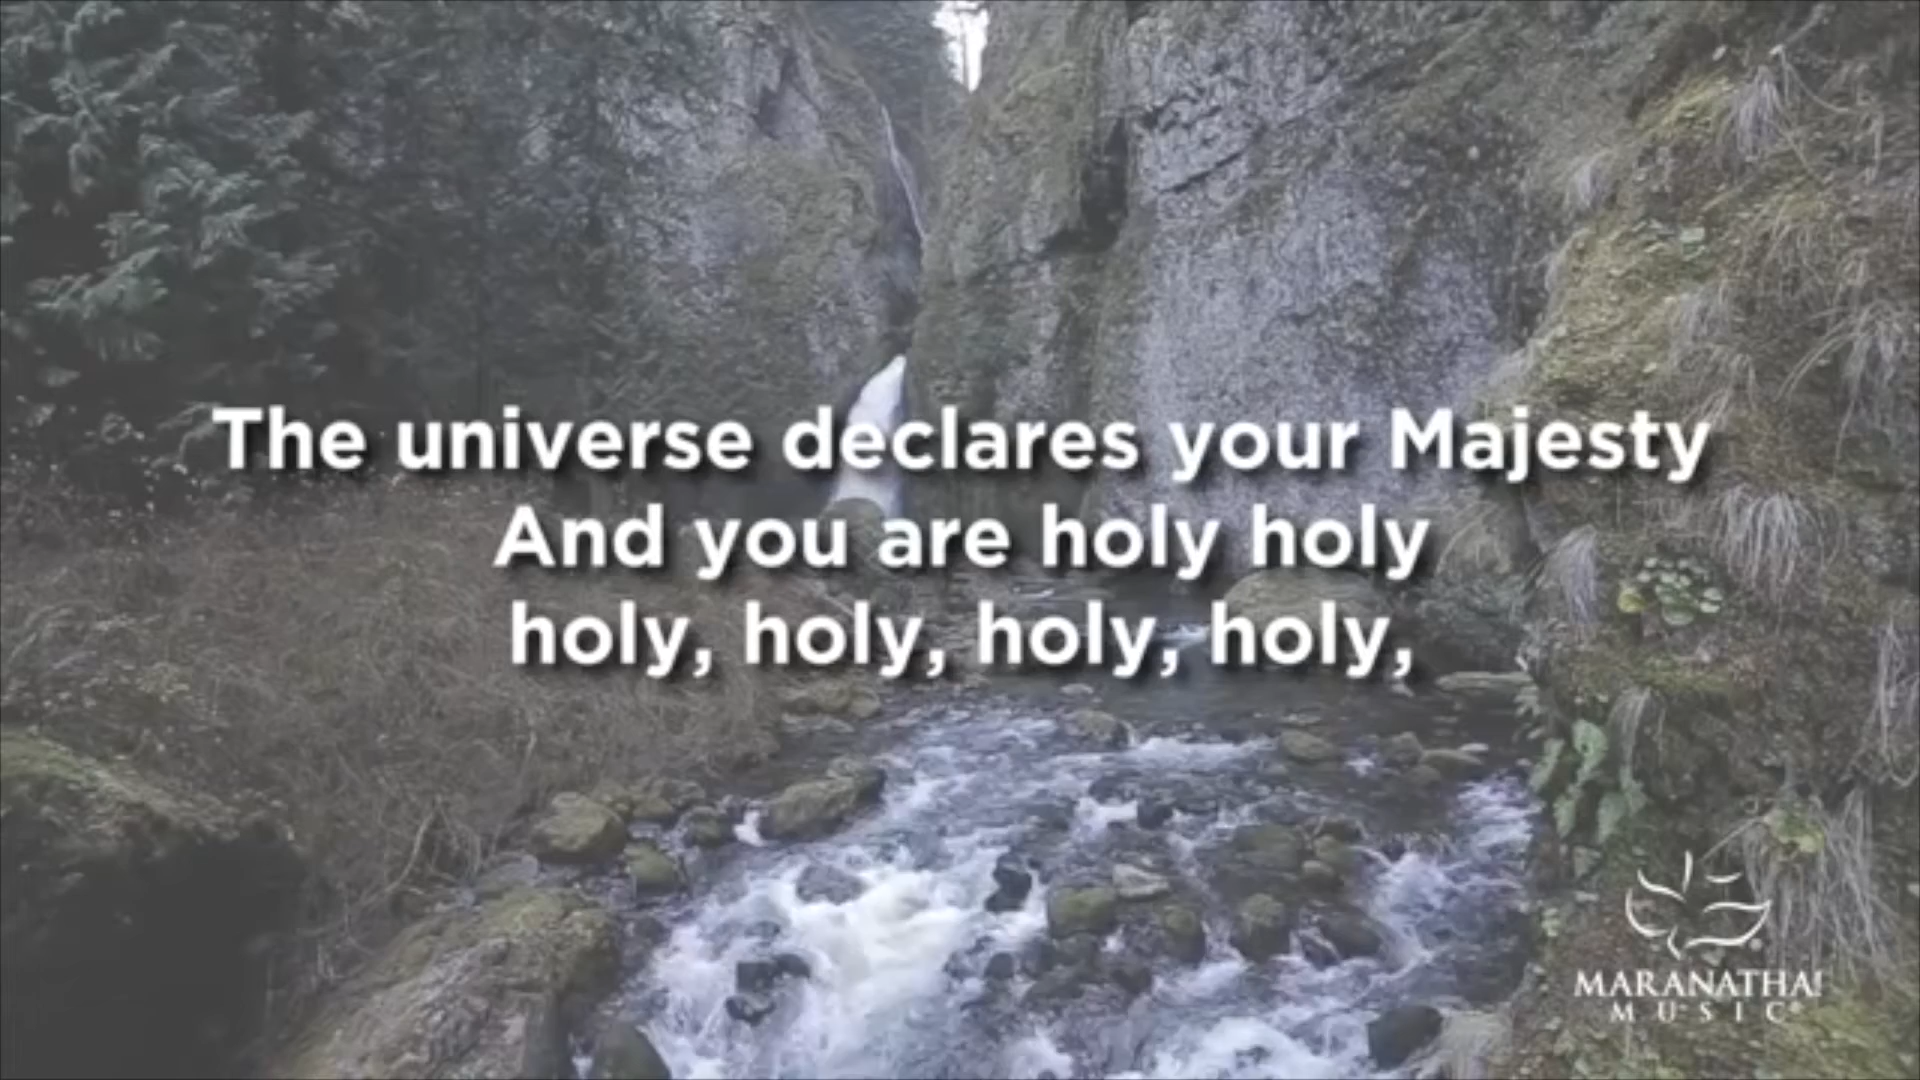 The universe declares your Majesty
And you are holy holy
holy, holy, holy, holy,
MARANATHA!
MUSIC®